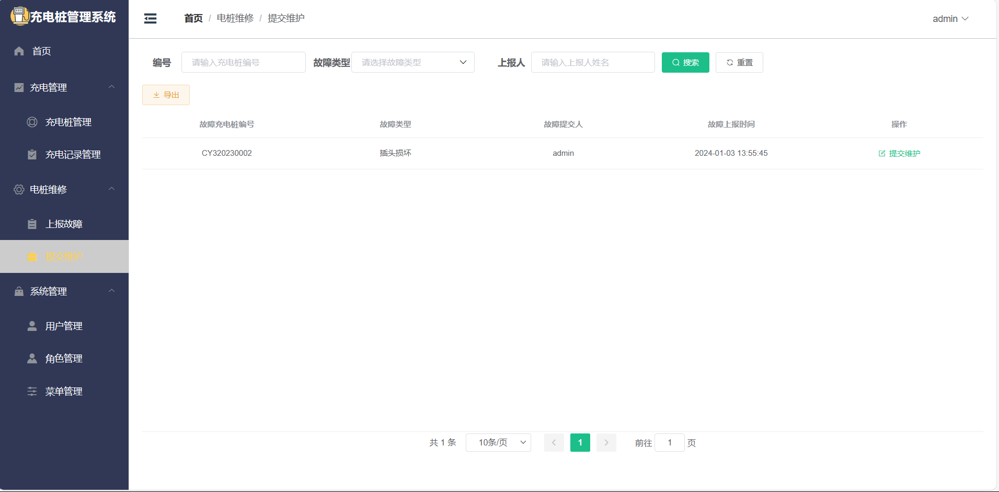 充电桩管理系统
首页
充电管理
充电桩管理
充电记录管理
电桩维修
上报故障
提交维护
系统管理
用户管理
角色管理
菜单管理
首页 / 电桩维修 / 提交维护
admin
编号 请输入充电桩编号 故障类型 请选择故障类型 上报人 请输入上报人姓名 搜索 重置
导出
故障充电桩编号 故障类型 故障提交人 故障上报时间 操作
CY320230002 插头损坏 admin 2024-01-03 13:55:45 提交维护
共 1 条 10条/页 1 前往 1 页